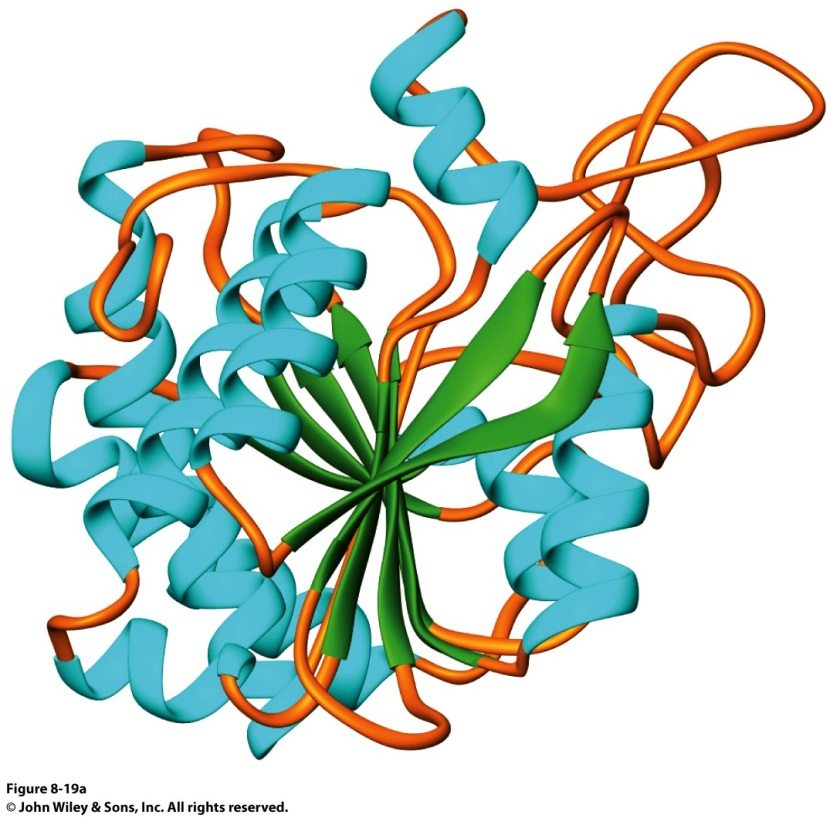 Figure 8-19a
© John Wiley & Sons, Inc. All rights reserved.